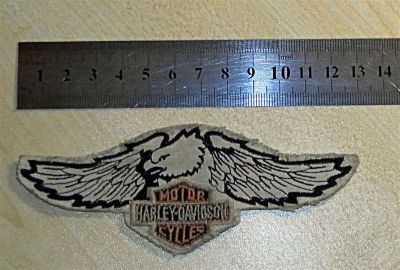 1 2 3 4 5 6 7 8 9 10 11 12 13 14
MOTOR
HARLEY-DAVIDSON
CYCLES